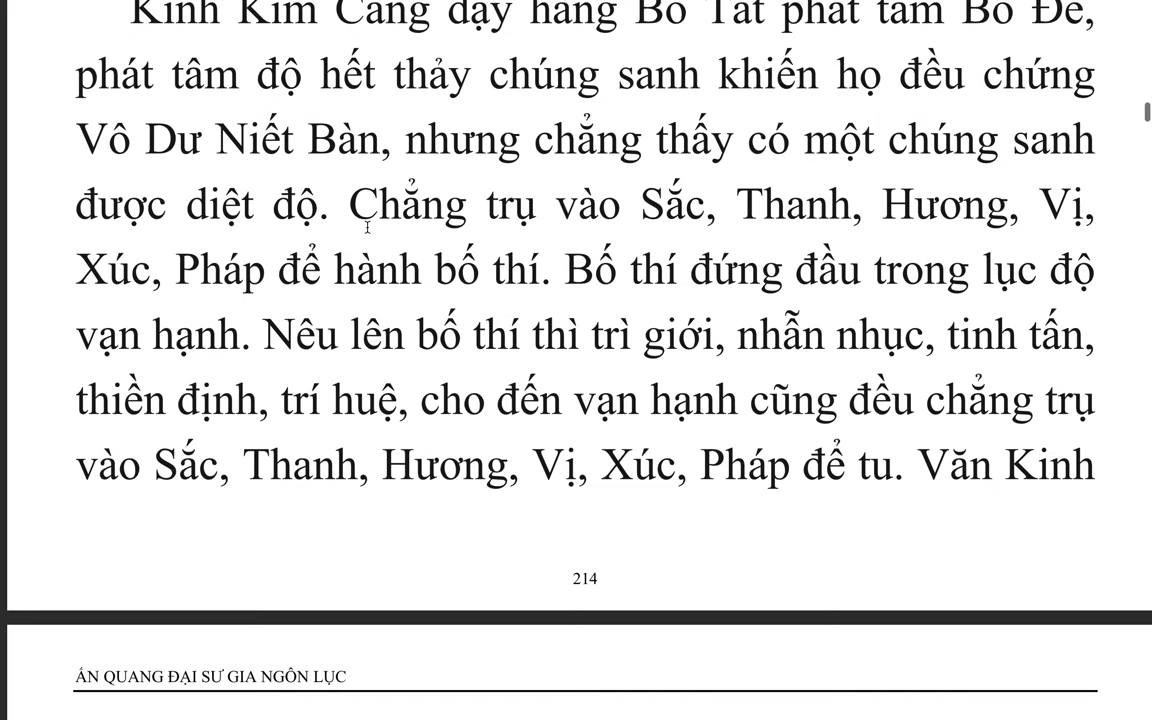 Kinh Kim Cang dạy hàng Bồ Tát phát tâm Bồ Đề,
phát tâm độ hết thảy chúng sanh khiến họ đều chứng
Vô Dư Niết Bàn, nhưng chẳng thấy có một chúng sanh
được diệt độ. Chẳng trụ vào Sắc, Thanh, Hương, Vị,
Xúc, Pháp để hành bố thí. Bố thí đứng đầu trong lục độ
vạn hạnh. Nêu lên bố thí thì trì giới, nhẫn nhục, tinh tấn,
thiền định, trí huệ, cho đến vạn hạnh cũng đều chẳng trụ
vào Sắc, Thanh, Hương, Vị, Xúc, Pháp để tu. Văn Kinh
214
ẤN QUANG ĐẠI SƯ GIA NGÔN LỤC